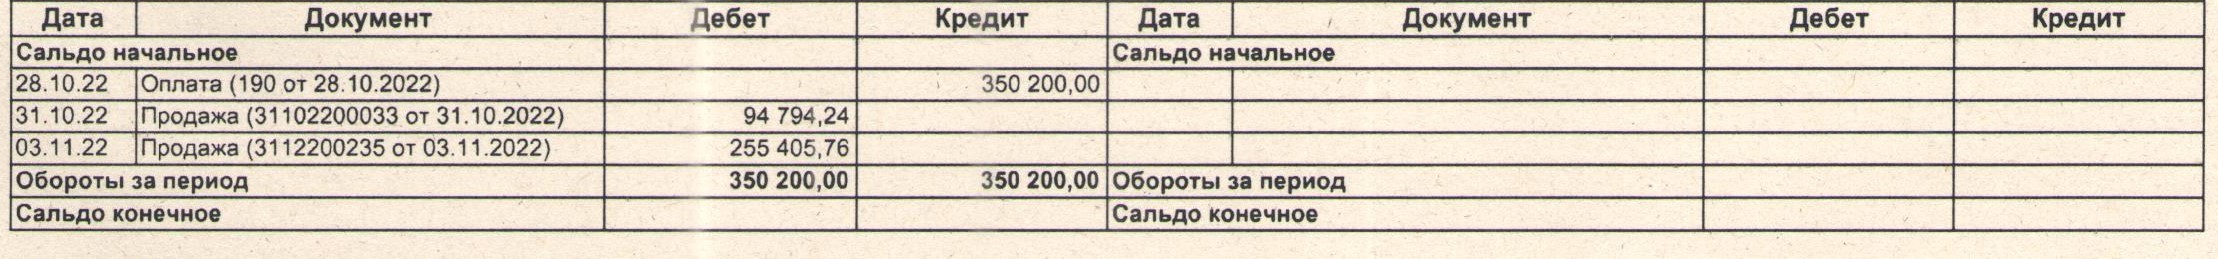 Дата Документ Дебет Кредит Дата Документ Дебет Кредит
Сальдо начальное Сальдо начальное
28.10.22 Оплата (190 от 28.10.2022) 350 200,00
31.10.22 Продажа (31102200033 от 31.10.2022) 94 794,24
03.11.22 Продажа (3112200235 от 03.11.2022) 255 405,76
Обороты за период 350 200,00 350 200,00 Обороты за период
Сальдо конечное Сальдо конечное